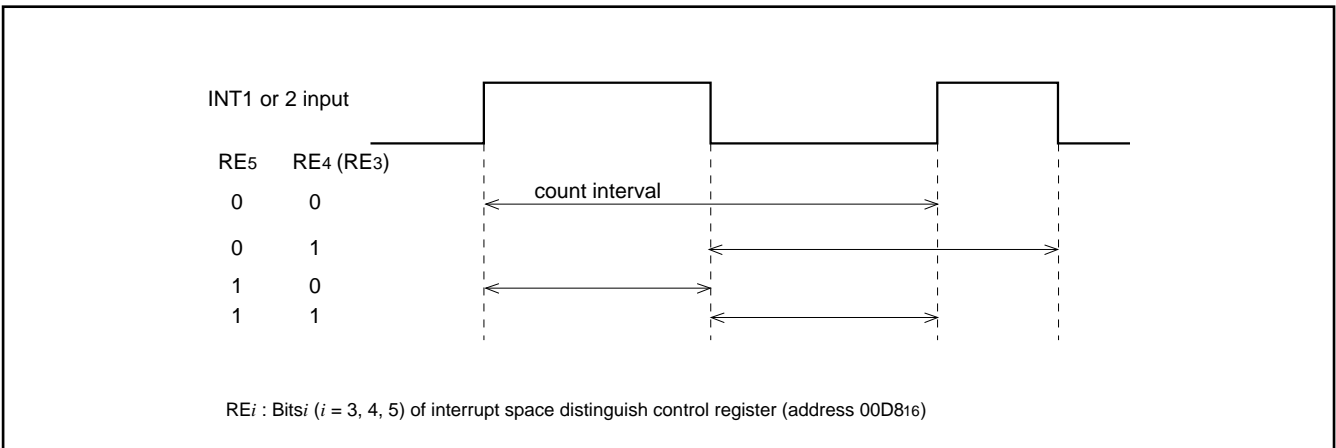 INT1 or 2 input
RE5 RE4 (RE3)
0 0 count interval
0 1
1 0
1 1
REi : Bitsi (i = 3, 4, 5) of interrupt space distinguish control register (address 00D816)